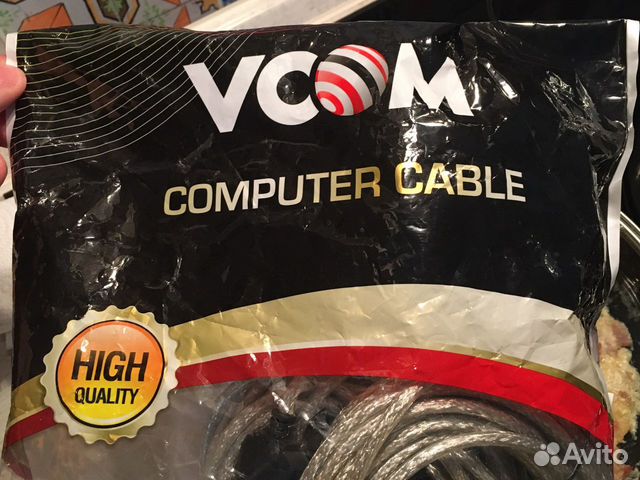 VCOM
COMPUTER CABLE
HIGH
QUALITY
Avito